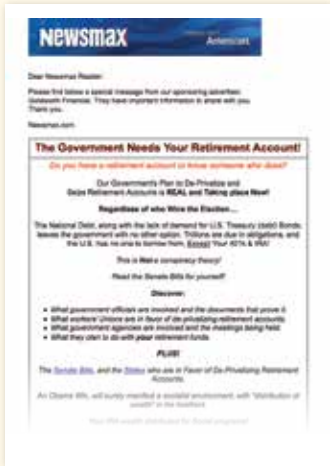 Newsmax
American
Dear Newsmax Reader:
Please find below a special message from our sponsoring advertiser,
Goldworth Financial. They have important information to share with you.
Thank you.
Newsmax.com
The Government Needs Your Retirement Account!
Do you have a retirement account or know someone who does?
Our Government's Plan to De-Privatize and
Seize Retirement Accounts is REAL and Taking place Now!
Regardless of who Wins the Election...
The National Debt, along with the lack of demand for U.S. Treasury (debt) Bonds,
leaves the government with no other option. Trillions are due in obligations, and
the U.S. has no one to borrow from, Except Your 401k & IRA!
This is Not a conspiracy theory!
Read the Senate Bills for yourself!
Discover:
• What government officials are involved and the documents that prove it.
• What workers' Unions are in favor of de-privatizing retirement accounts.
• What government agencies are involved and the meetings being held.
• What they plan to do with your retirement funds.
PLUS!
The Senate Bills, and the States who are in Favor of De-Privatizing Retirement
Accounts.
An Obama Win, will surely manifest a socialist environment, with "distribution of
wealth" in the forefront.